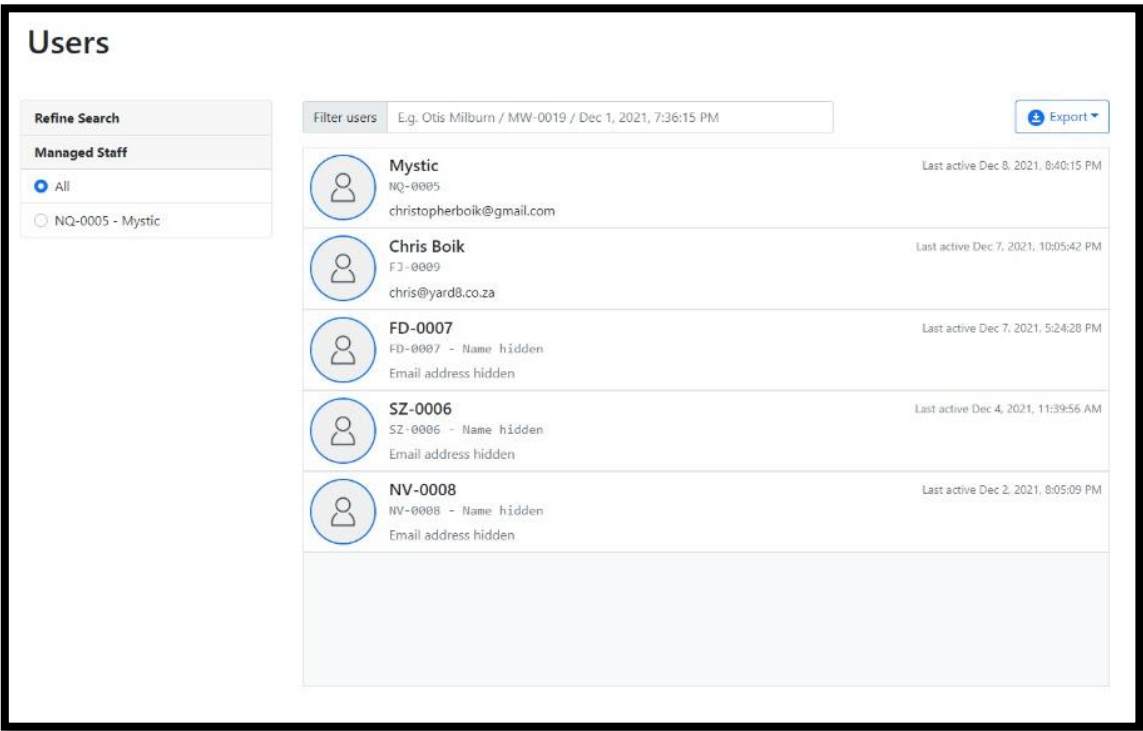 Users
Refine Search
Managed Staff
All
NQ-0005 - Mystic
Filter users E.g. Otis Milburn / MW-0019 / Dec 1, 2021, 7:36:15 PM
Export
Mystic
Last active Dec 8, 2021, 8:40:15 PM
NQ-0005
christopherboik@gmail.com
Chris Boik
Last active Dec 7, 2021, 10:05:42 PM
FJ-0009
chris@yard8.co.za
FD-0007
Last active Dec 7, 2021, 5:24:28 PM
FD-0007 - Name hidden
Email address hidden
SZ-0006
Last active Dec 4, 2021, 11:39:56 AM
SZ-0006 - Name hidden
Email address hidden
NV-0008
Last active Dec 2, 2021, 8:05:09 PM
NV-0008 - Name hidden
Email address hidden